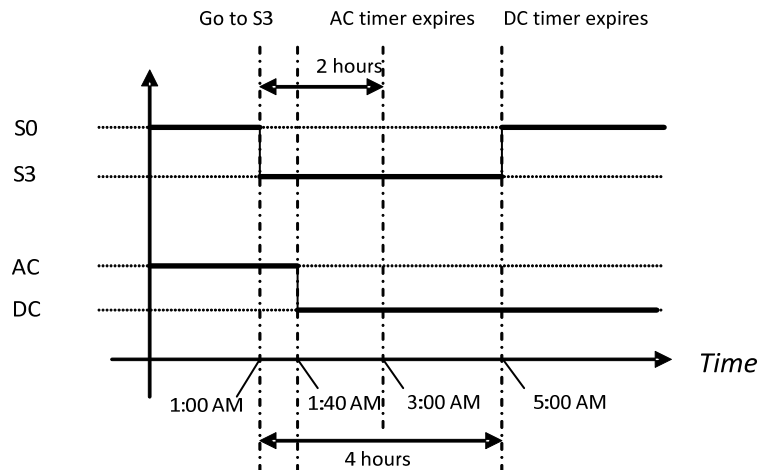 Go to S3
AC timer expires
DC timer expires
2 hours
S0
S3
AC
DC
Time
1:00 AM
1:40 AM
3:00 AM
5:00 AM
4 hours